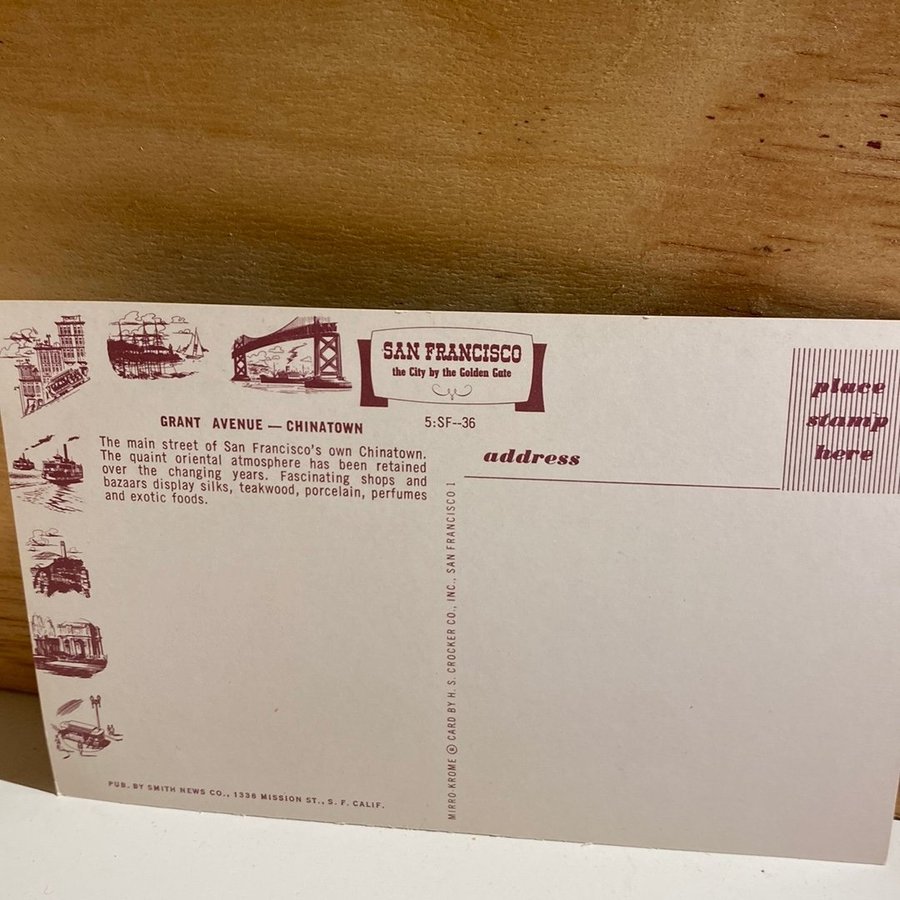 SAN FRANCISCO
the City by the Golden Gate
GRANT AVENUE — CHINATOWN
5:SF--36
The main street of San Francisco's own Chinatown.
The quaint oriental atmosphere has been retained
over the changing years. Fascinating shops and
bazaars display silks, teakwood, porcelain, perfumes
and exotic foods.
address
place
stamp
here
MIRRO-KROME ® CARD BY H. S. CROCKER CO., INC., SAN FRANCISCO 1
PUB. BY SMITH NEWS CO., 1336 MISSION ST., S. F. CALIF.